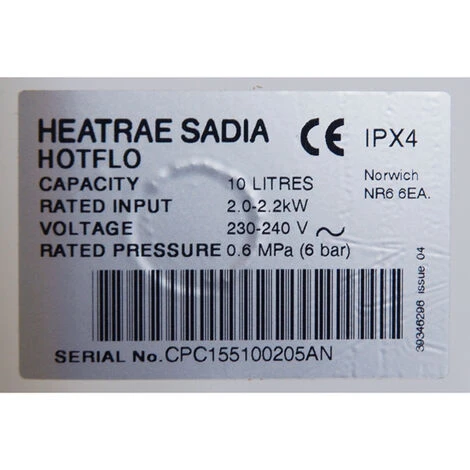 HEATRAE SADIA
HOTFLO
CE IPX4
Norwich
NR6 6EA.
CAPACITY 10 LITRES
RATED INPUT 2.0-2.2kW
VOLTAGE 230-240 V ~
RATED PRESSURE 0.6 MPa (6 bar)
SERIAL No.CPC155100205AN
39346296 issue 04